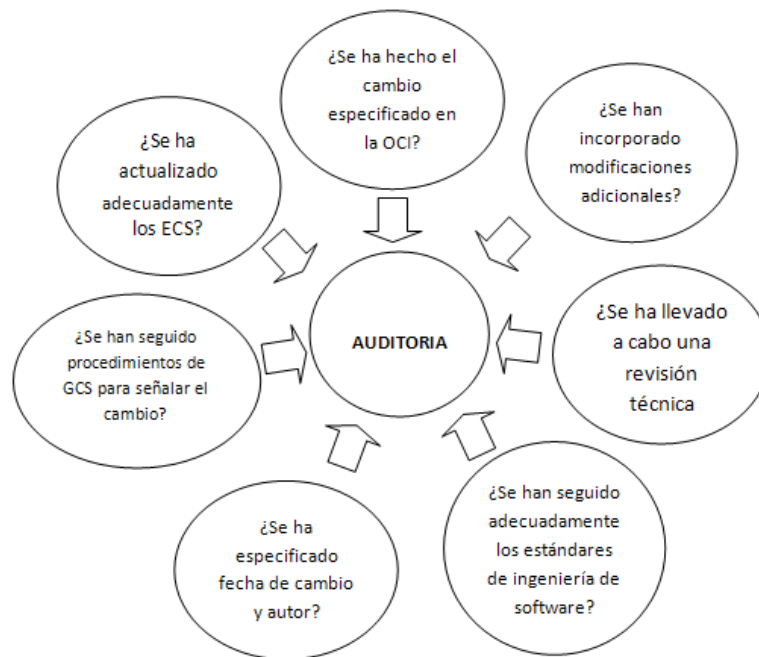 ¿Se ha hecho el
cambio
especificado en
la OCI?
¿Se han
incorporado
modificaciones
adicionales?
¿Se ha llevado
a cabo una
revisión
técnica
¿Se han seguido
adecuadamente
los estándares
de ingeniería de
software?
¿Se ha
especificado
fecha de cambio
y autor?
¿Se han seguido
procedimientos de
GCS para señalar el
cambio?
¿Se ha
actualizado
adecuadamente
los ECS?
AUDITORIA